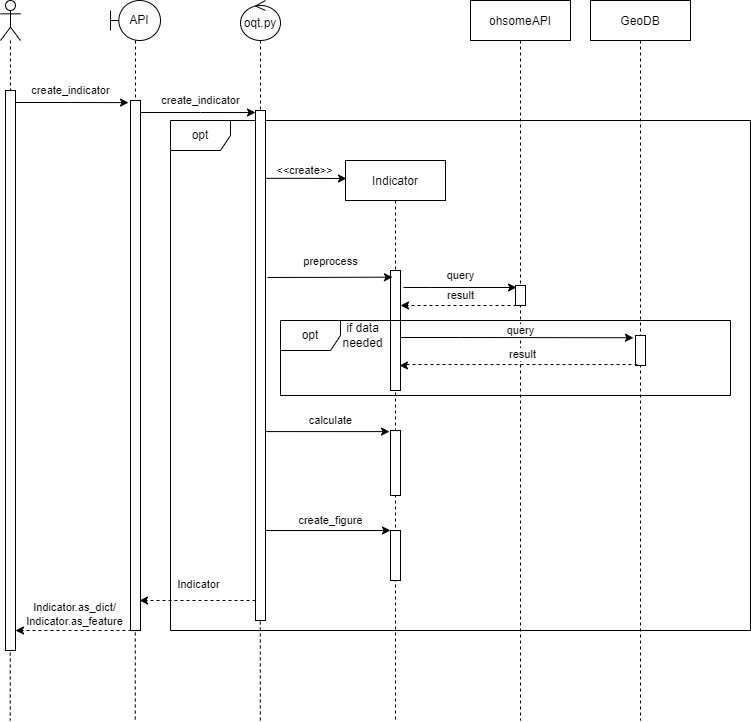 API
oqt.py
ohsomeAPI
GeoDB
create_indicator
create_indicator
opt
<<create>>
Indicator
preprocess
query
result
opt
if data
needed
query
result
calculate
create_figure
Indicator
Indicator.as_dict/
Indicator.as_feature